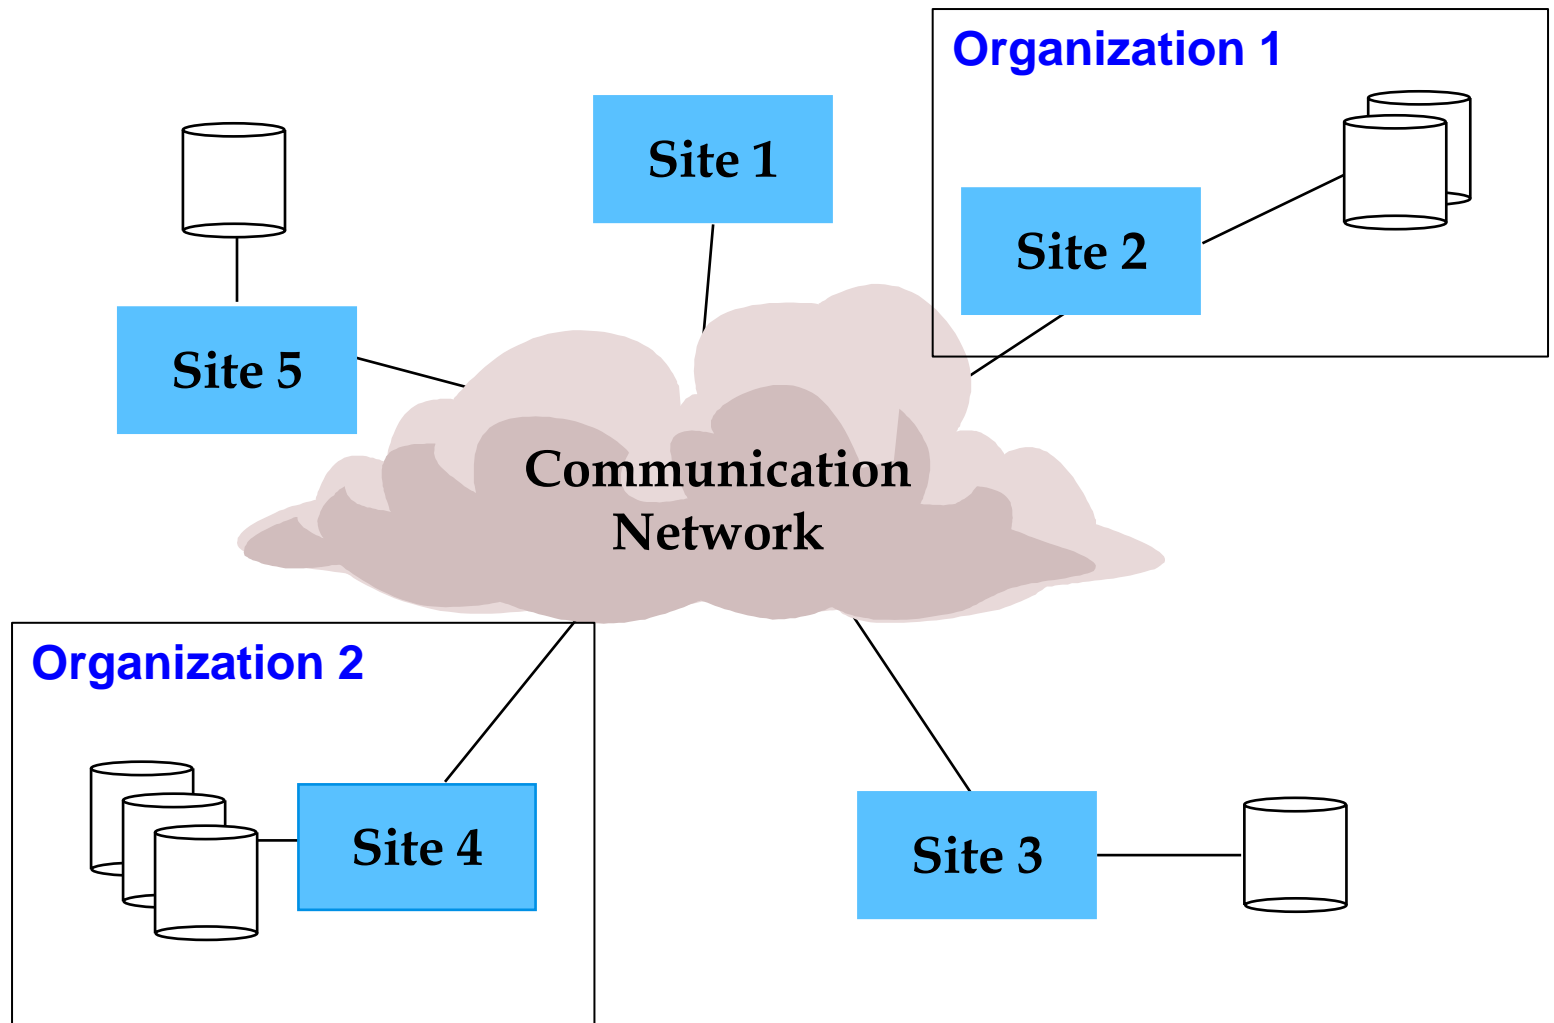 Organization 1
Site 1
Site 2
Site 5
Communication
Network
Organization 2
Site 4
Site 3